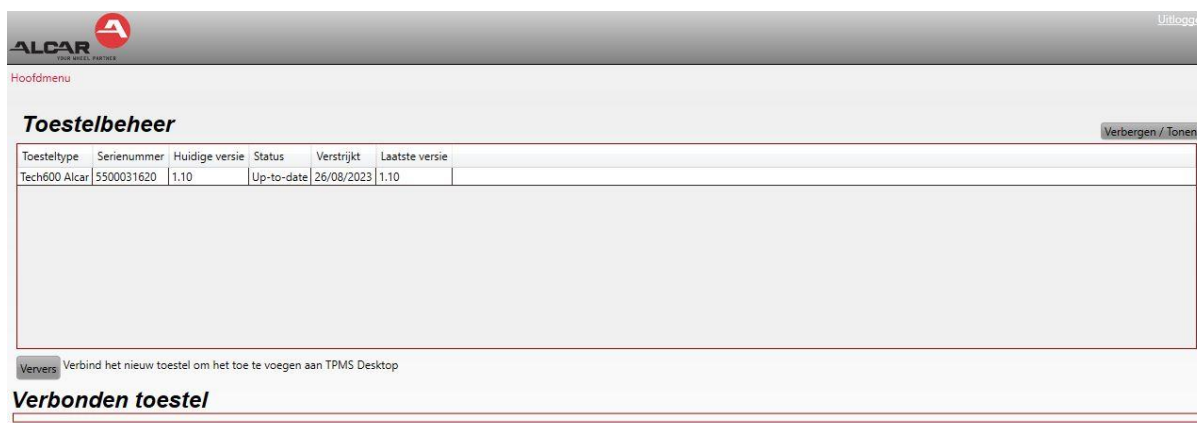 Uitlogge
ALCAR
YOUR WHEEL PARTNER
Hoofdmenu
Toestelbeheer
Verbergen / Tonen
Toesteltype Serienummer Huidige versie Status Verstrijkt Laatste versie
Tech600 Alcar 5500031620 1.10 Up-to-date 26/08/2023 1.10
Ververs Verbind het nieuw toestel om het toe te voegen aan TPMS Desktop
Verbonden toestel